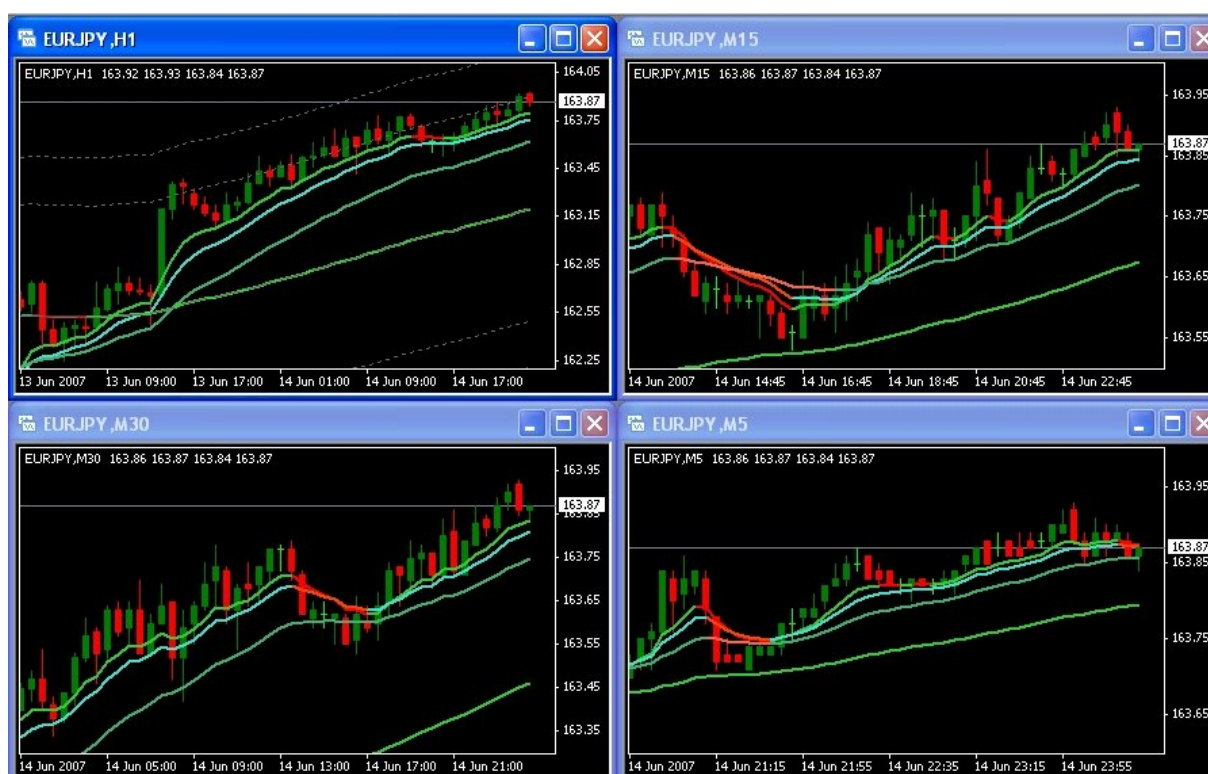 EURJPY,H1
EURJPY,H1 163.92 163.93 163.84 163.87
164.05
163.87
163.75
163.45
163.15
162.85
162.55
162.25
13 Jun 2007 13 Jun 09:00 13 Jun 17:00 14 Jun 01:00 14 Jun 09:00 14 Jun 17:00
EURJPY,M15
EURJPY,M15 163.86 163.87 163.84 163.87
163.95
163.87
163.85
163.75
163.65
163.55
14 Jun 2007 14 Jun 14:45 14 Jun 16:45 14 Jun 18:45 14 Jun 20:45 14 Jun 22:45
EURJPY,M30
EURJPY,M30 163.86 163.87 163.84 163.87
163.95
163.87
163.85
163.75
163.65
163.55
163.45
163.35
14 Jun 2007 14 Jun 05:00 14 Jun 09:00 14 Jun 13:00 14 Jun 17:00 14 Jun 21:00
EURJPY,M5
EURJPY,M5 163.86 163.87 163.84 163.87
163.95
163.87
163.85
163.75
163.65
14 Jun 2007 14 Jun 21:15 14 Jun 21:55 14 Jun 22:35 14 Jun 23:15 14 Jun 23:55